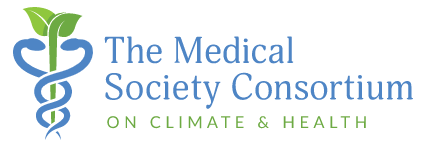 The Medical
Society Consortium
ON CLIMATE & HEALTH